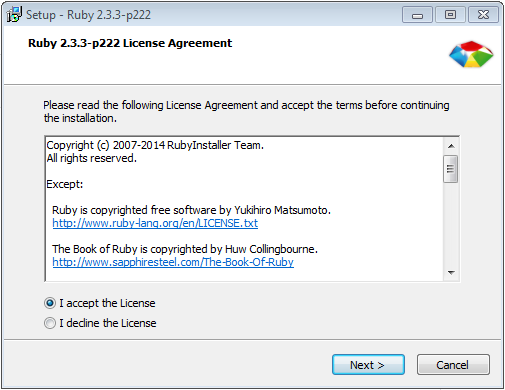 Setup - Ruby 2.3.3-p222
Ruby 2.3.3-p222 License Agreement
Please read the following License Agreement and accept the terms before continuing
the installation.
Copyright (c) 2007-2014 RubyInstaller Team.
All rights reserved.
Except:
Ruby is copyrighted free software by Yukihiro Matsumoto.
http://www.ruby-lang.org/en/LICENSE.txt
The Book of Ruby is copyrighted by Huw Collingbourne.
http://www.sapphiresteel.com/The-Book-Of-Ruby
I accept the License
I decline the License
Next >
Cancel